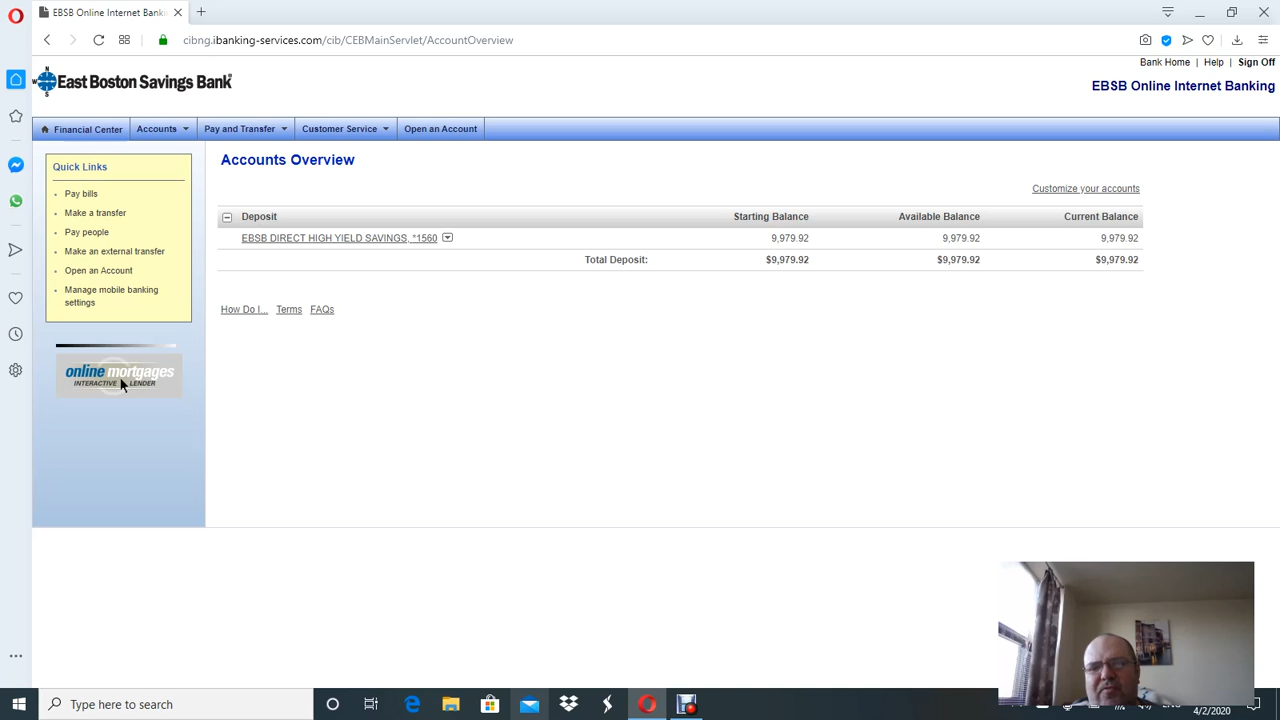 EBSB Online Internet Banki
cibng.ibanking-services.com/cib/CEBMainServlet/AccountOverview
Bank Home | Help | Sign Off
N
W
S
East Boston Savings Bank
EBSB Online Internet Banking
Financial Center Accounts Pay and Transfer Customer Service Open an Account
Quick Links
Pay bills
Make a transfer
Pay people
Make an external transfer
Open an Account
Manage mobile banking
settings
online mortgages
INTERACTIVE LENDER
Accounts Overview
Customize your accounts
Deposit Starting Balance Available Balance Current Balance
EBSB DIRECT HIGH YIELD SAVINGS, *1560 9,979.92 9,979.92 9,979.92
Total Deposit: $9,979.92 $9,979.92 $9,979.92
How Do I... Terms FAQs
Type here to search
4/2/2020